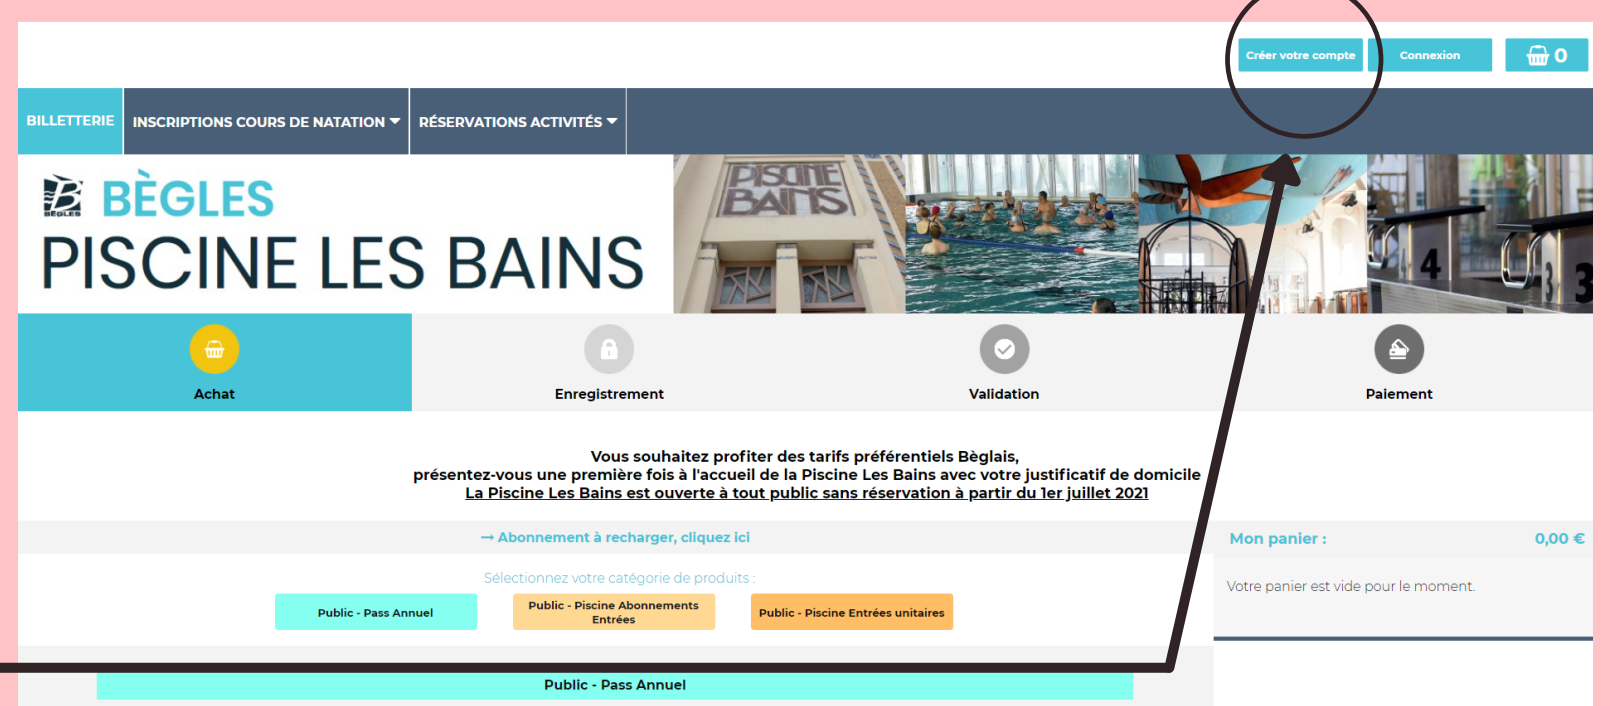 Créer votre compte
Connexion
0
BILLETTERIE
INSCRIPTIONS COURS DE NATATION
RÉSERVATIONS ACTIVITÉS
BÈGLES
BÈGLES
PISCINE LES BAINS
PISCINE
BAINS
4
3
3
Achat
Enregistrement
Validation
Paiement
Vous souhaitez profiter des tarifs préférentiels Bèglais,
présentez-vous une première fois à l'accueil de la Piscine Les Bains avec votre justificatif de domicile
La Piscine Les Bains est ouverte à tout public sans réservation à partir du 1er juillet 2021
→ Abonnement à recharger, cliquez ici
Mon panier : 0,00 €
Sélectionnez votre catégorie de produits :
Votre panier est vide pour le moment.
Public - Pass Annuel
Public - Piscine Abonnements
Entrées
Public - Piscine Entrées unitaires
Public - Pass Annuel